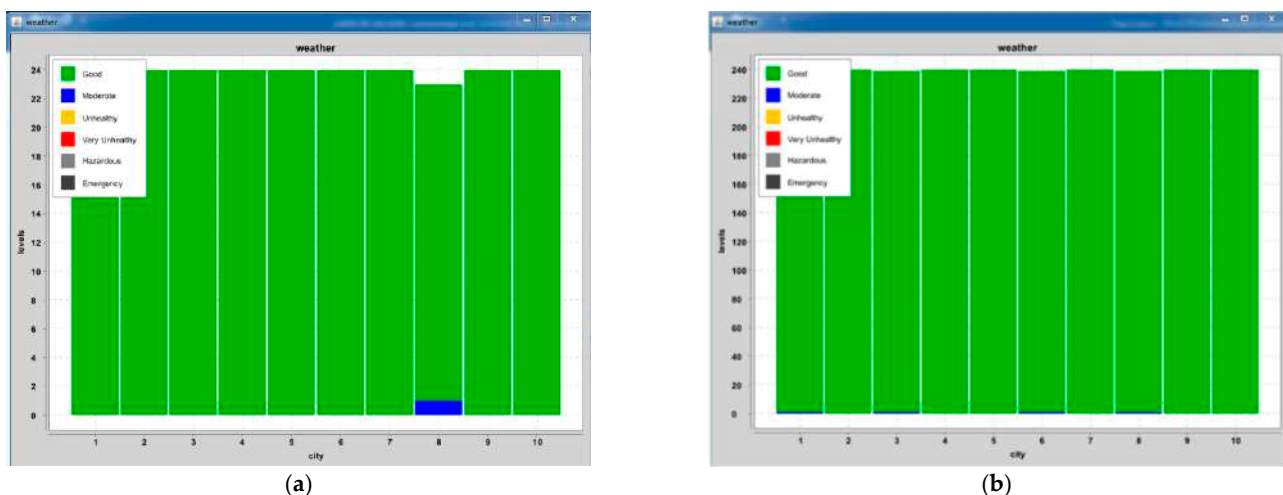 weather
weather
24
22
20
18
16
14
12
10
8
6
4
2
0
levels
Good
Moderate
Unhealthy
Very Unhealthy
Hazardous
Emergency
1 2 3 4 5 6 7 8 9 10
city
(a)
weather
weather
240
220
200
180
160
140
120
100
80
60
40
20
0
levels
Good
Moderate
Unhealthy
Very Unhealthy
Hazardous
Emergency
1 2 3 4 5 6 7 8 9 10
city
(b)